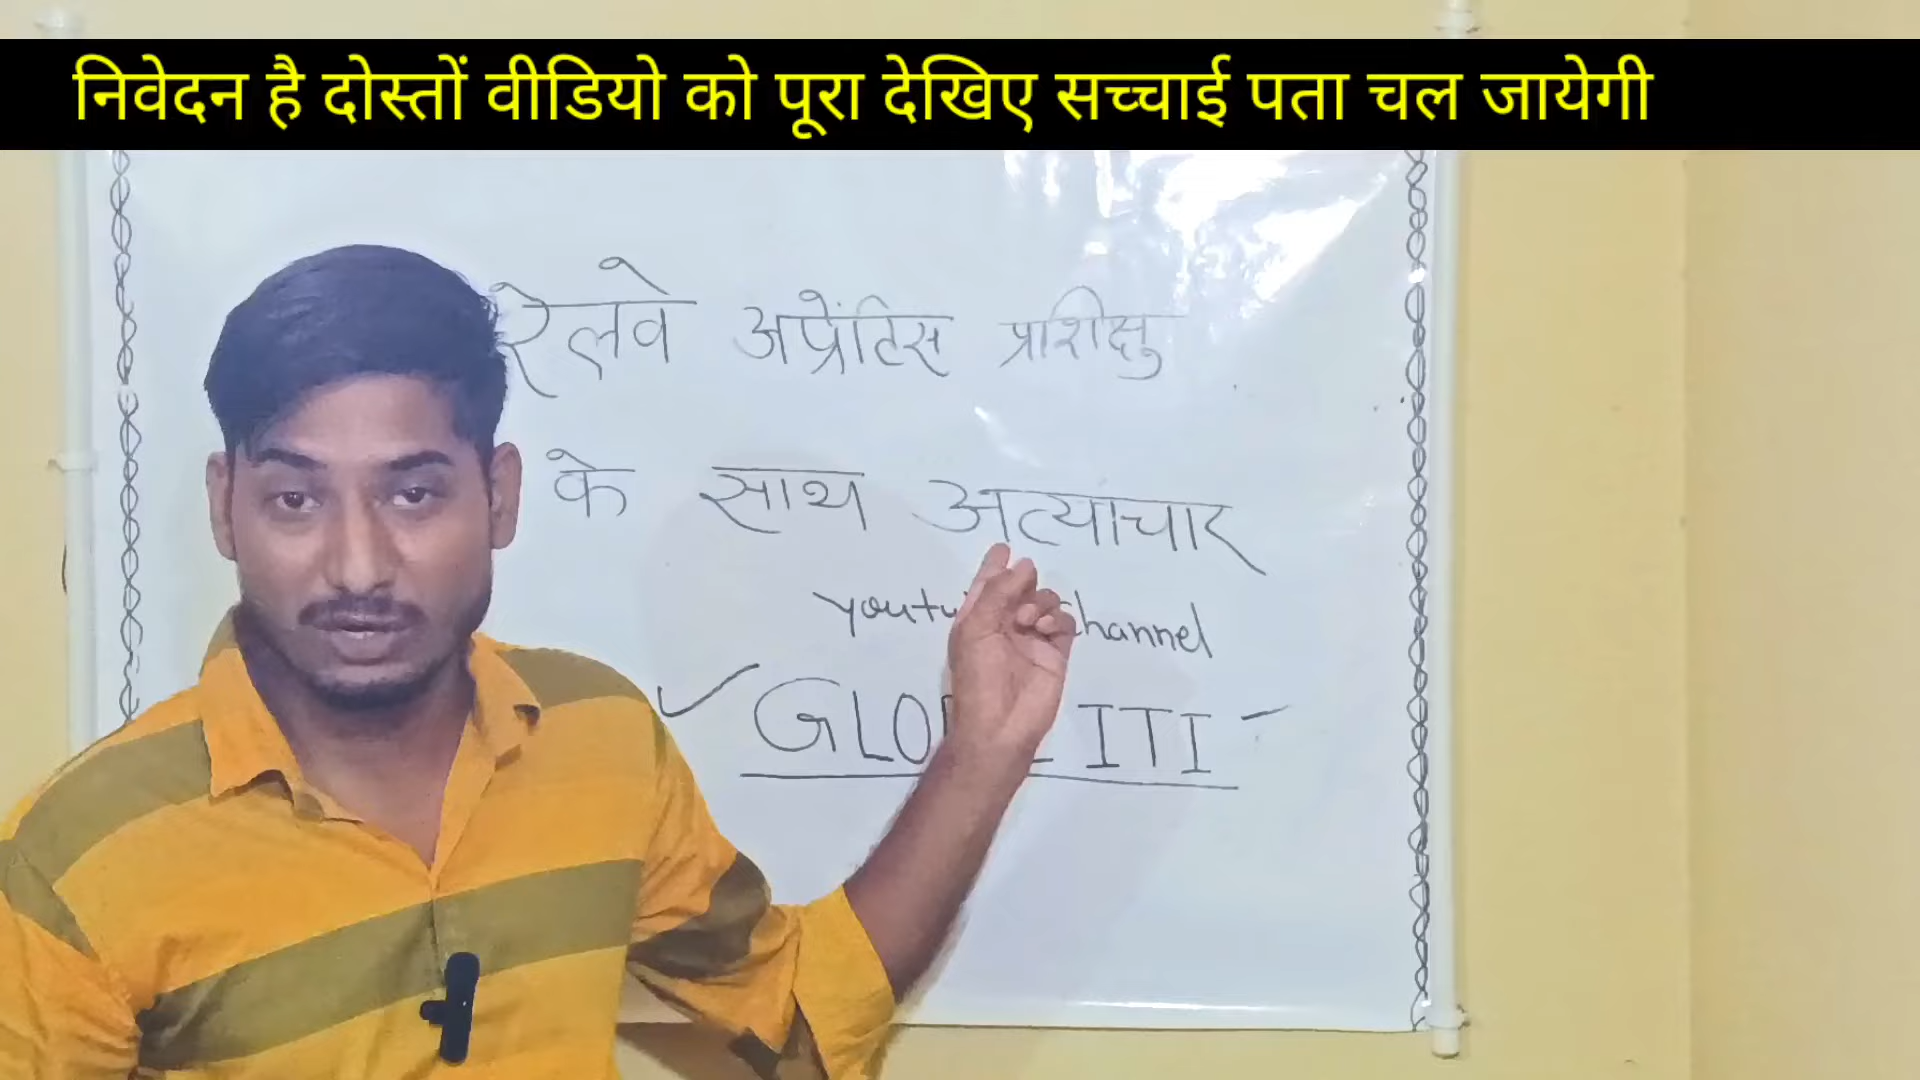 निवेदन है दोस्तों वीडियो को पूरा देखिए सच्चाई पता चल जायेगी
रेलवे अप्रेंटिस प्रशिक्षु
के साथ अत्याचार
channel
ITI